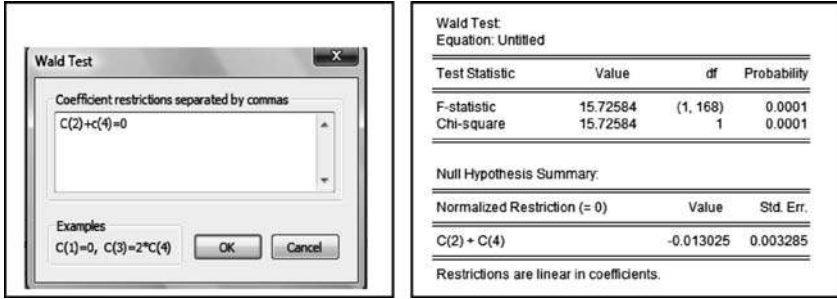 Wald Test
x
Coefficient restrictions separated by commas
C(2)+c(4)=0
Examples
C(1)=0, C(3)=2*C(4)
OK
Cancel
Wald Test:
Equation: Untitled
Test Statistic Value df Probability
F-statistic 15.72584 (1, 168) 0.0001
Chi-square 15.72584 1 0.0001
Null Hypothesis Summary:
Normalized Restriction (= 0) Value Std. Err.
C(2) + C(4) -0.013025 0.003285
Restrictions are linear in coefficients.